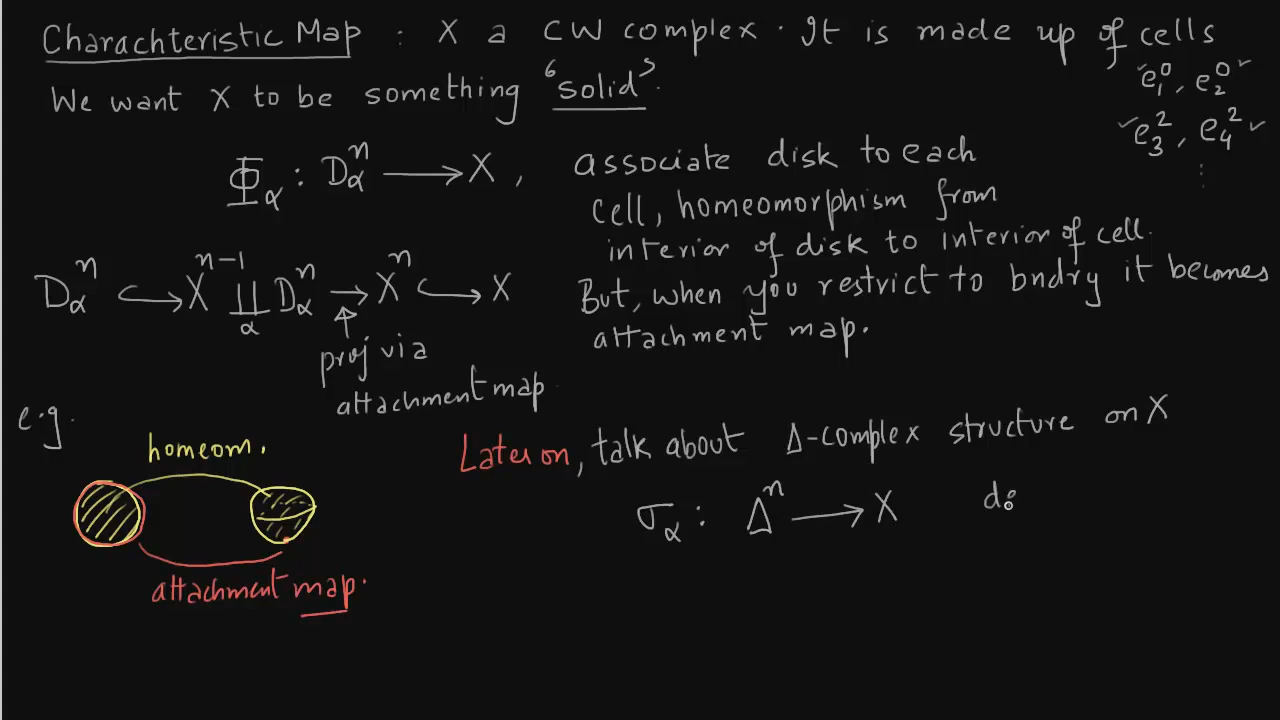 Charachteristic Map : X a CW complex. It is made up of cells
e₁⁰, e₂⁰
We want X to be something "solid".
e₃², e₄²
⋮
Φ_α : D_α^n ⟶ X, associate disk to each
cell, homeomorphism from
interior of disk to interior of cell.
D_α^n ↪ X^{n-1} ∐_α D_α^n → X^n ↪ X
But, when you restrict to bndry it becomes
attachment map.
proj via
attachment map
e.g.
homeom.
Later on, talk about Δ-complex structure on X
σ_α : Δ^n ⟶ X do
attachment map.